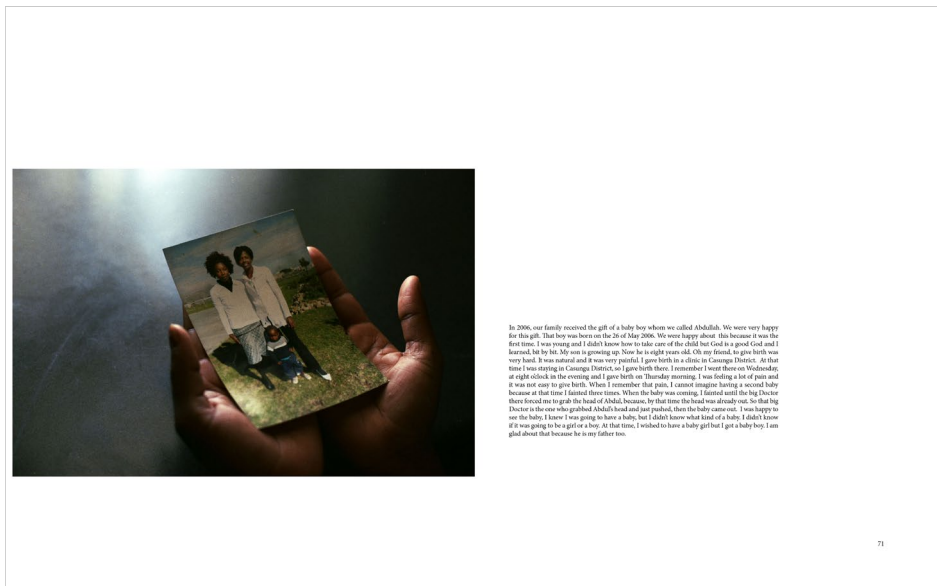 In 2006, our family received the gift of a baby boy whom we called Abdullah. We were very happy
for this gift. That boy was born on the 26 of May 2006. We were happy about  this because it was the
first time. I was young and I didn't know how to take care of the child but God is a good God and I
learned, bit by bit. My son is growing up. Now he is eight years old. Oh my friend, to give birth was
very hard. It was natural and it was very painful. I gave birth in a clinic in Casungu District.  At that
time I was staying in Casungu District, so I gave birth there. I remember I went there on Wednesday,
at eight o'clock in the evening and I gave birth on Thursday morning. I was feeling a lot of pain and
it was not easy to give birth. When I remember that pain, I cannot imagine having a second baby
because at that time I fainted three times. When the baby was coming, I fainted until the big Doctor
there forced me to grab the head of Abdul, because, by that time the head was already out. So that big
Doctor is the one who grabbed Abdul's head and just pushed, then the baby came out.  I was happy to
see the baby, I knew I was going to have a baby, but I didn't know what kind of a baby. I didn't know
if it was going to be a girl or a boy. At that time, I wished to have a baby girl but I got a baby boy. I am
glad about that because he is my father too.
71